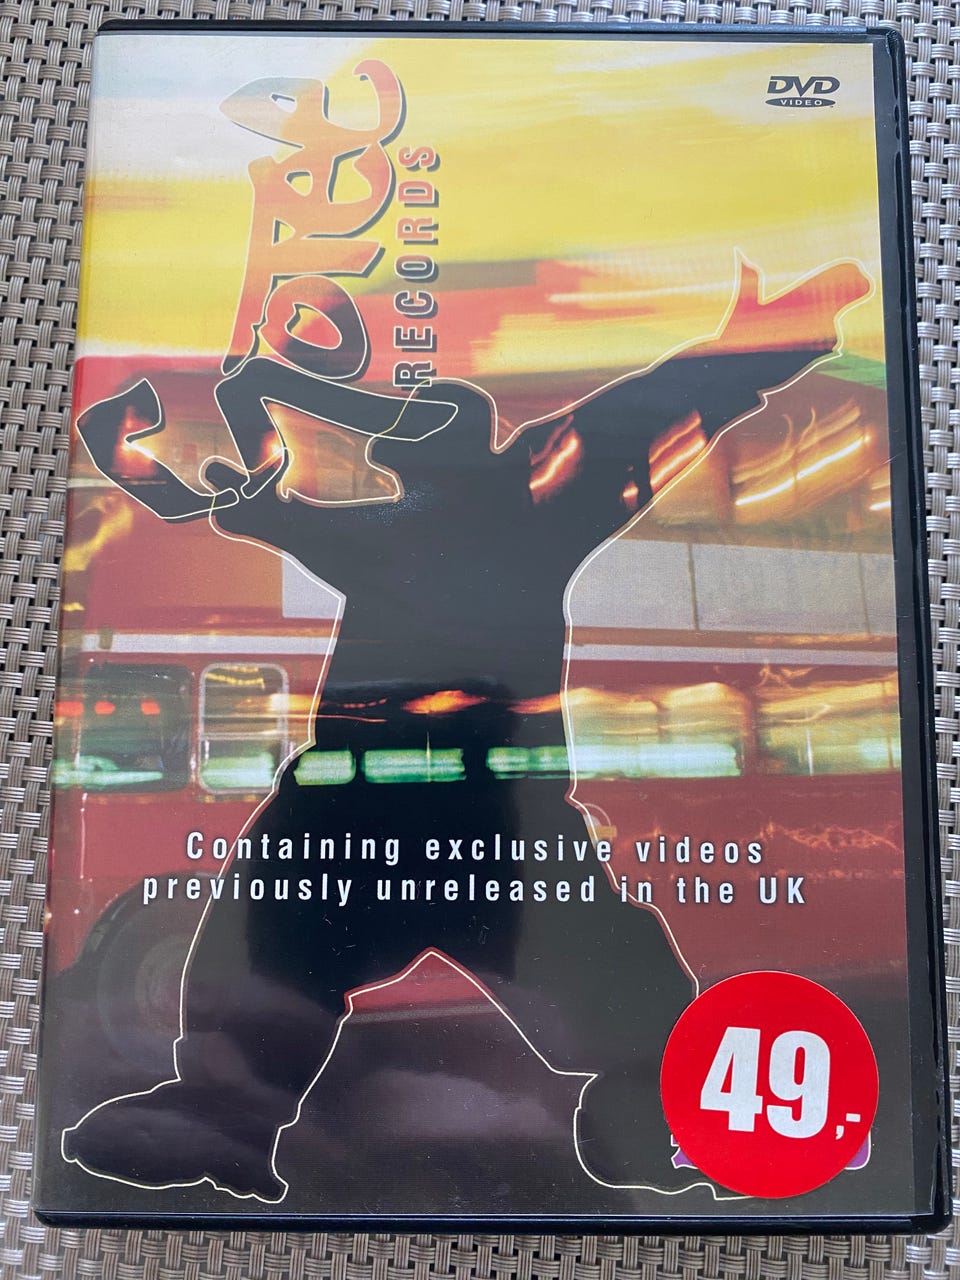 DVD
VIDEO
RECORDS
Containing exclusive videos
previously unreleased in the UK
49,-